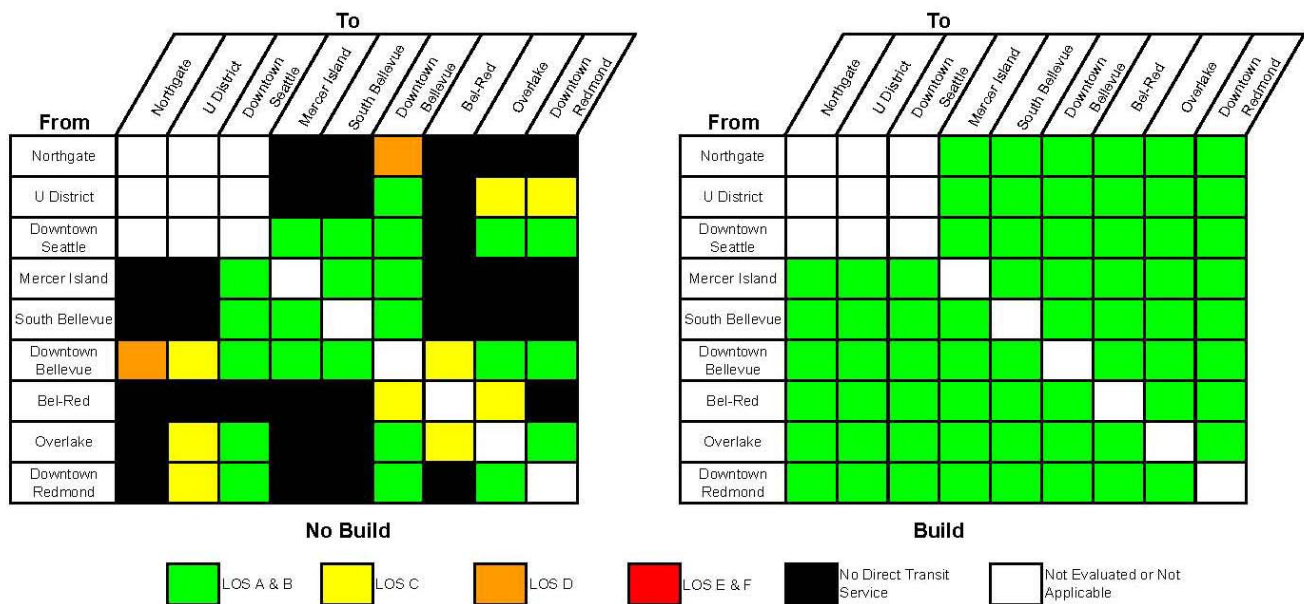 To
Northgate
U District
Downtown
Seattle
Mercer Island
South Bellevue
Downtown
Bellevue
Bel-Red
Overlake
Downtown
Redmond
From
Northgate
U District
Downtown
Seattle
Mercer Island
South Bellevue
Downtown
Bellevue
Bel-Red
Overlake
Downtown
Redmond
No Build
To
Northgate
U District
Downtown
Seattle
Mercer Island
South Bellevue
Downtown
Bellevue
Bel-Red
Overlake
Downtown
Redmond
From
Northgate
U District
Downtown
Seattle
Mercer Island
South Bellevue
Downtown
Bellevue
Bel-Red
Overlake
Downtown
Redmond
Build
LOS A & B
LOS C
LOS D
LOS E & F
No Direct Transit
Service
Not Evaluated or Not
Applicable